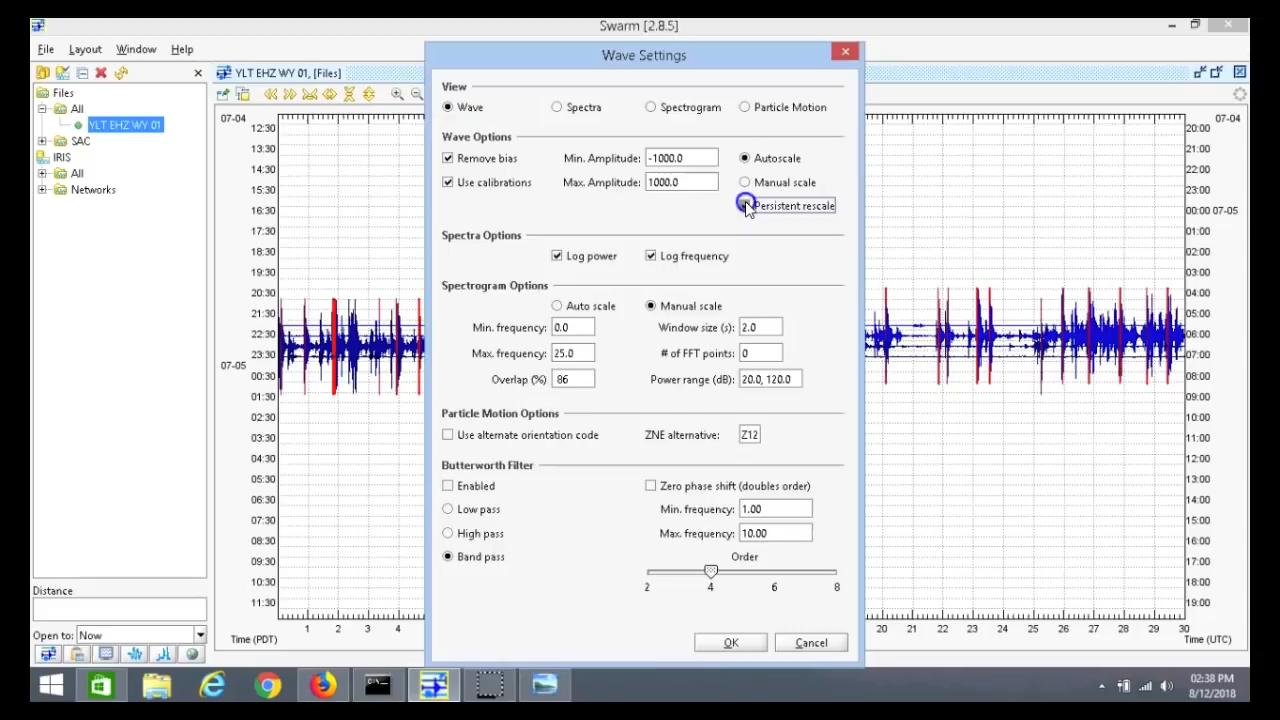 Swarm [2.8.5]
File Layout Window Help
Files
All
YLT EHZ WY 01
SAC
IRIS
All
Networks
Distance
Open to: Now
YLT EHZ WY 01, [Files]
07-04
12:30
13:30
14:30
15:30
16:30
17:30
18:30
19:30
20:30
21:30
22:30
23:30
07-05
00:30
01:30
02:30
03:30
04:30
05:30
06:30
07:30
08:30
09:30
10:30
11:30
Time (PDT)
1 2 3 4
Wave Settings
View
Wave Spectra Spectrogram Particle Motion
Wave Options
Remove bias Min. Amplitude: -1000.0 Autoscale
Use calibrations Max. Amplitude: 1000.0 Manual scale
Persistent rescale
Spectra Options
Log power Log frequency
Spectrogram Options
Auto scale Manual scale
Min. frequency: 0.0 Window size (s): 2.0
Max. frequency: 25.0 # of FFT points: 0
Overlap (%) 86 Power range (dB): 20.0, 120.0
Particle Motion Options
Use alternate orientation code ZNE alternative: Z12
Butterworth Filter
Enabled Zero phase shift (doubles order)
Low pass Min. frequency: 1.00
High pass Max. frequency: 10.00
Band pass Order
2 4 6 8
OK Cancel
07-04
20:00
21:00
22:00
23:00
00:00 07-05
01:00
02:00
03:00
04:00
05:00
06:00
07:00
08:00
09:00
10:00
11:00
12:00
13:00
14:00
15:00
16:00
17:00
18:00
19:00
20 21 22 23 24 25 26 27 28 29 30
Time (UTC)
02:38 PM
8/12/2018